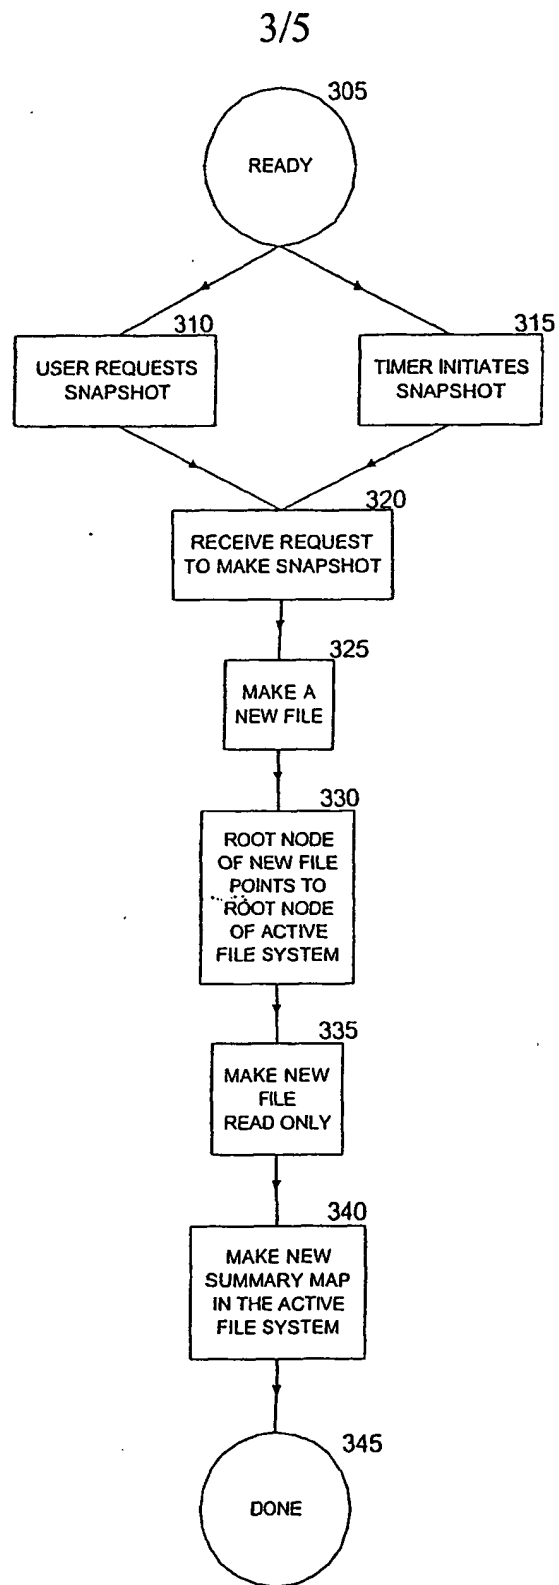 3/5
305
READY
310
USER REQUESTS
SNAPSHOT
315
TIMER INITIATES
SNAPSHOT
320
RECEIVE REQUEST
TO MAKE SNAPSHOT
325
MAKE A
NEW FILE
330
ROOT NODE
OF NEW FILE
POINTS TO
ROOT NODE
OF ACTIVE
FILE SYSTEM
335
MAKE NEW
FILE
READ ONLY
340
MAKE NEW
SUMMARY MAP
IN THE ACTIVE
FILE SYSTEM
345
DONE